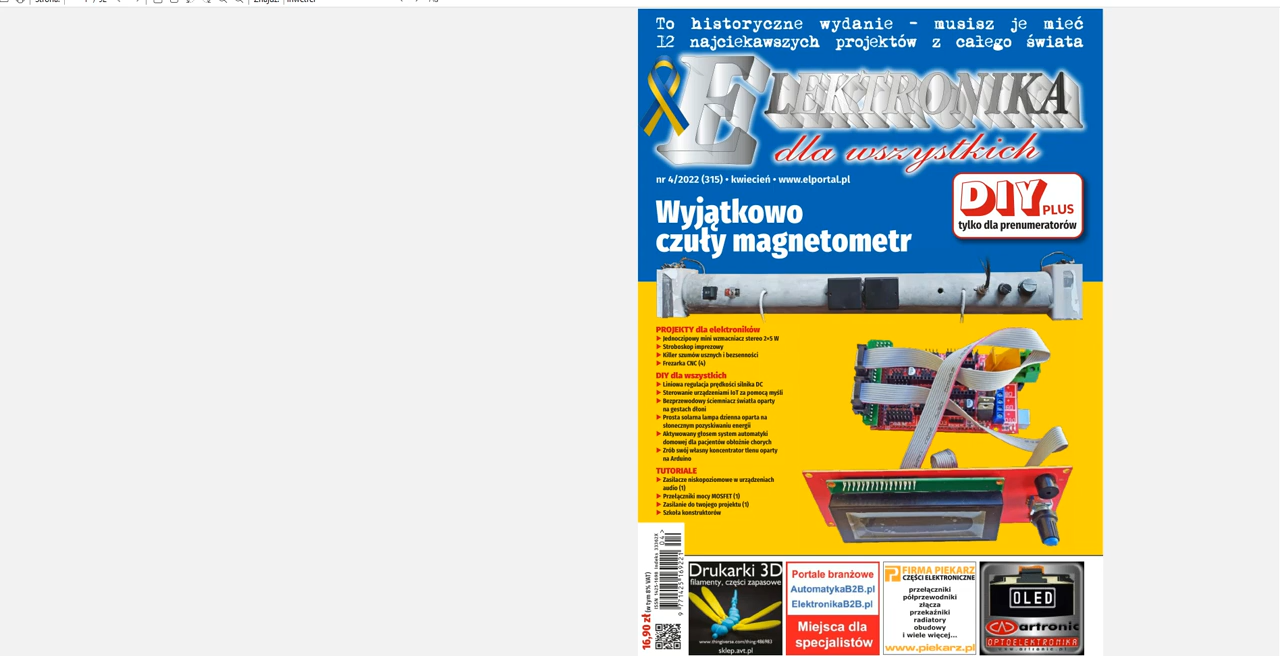 To historyczne wydanie - musisz je mieć
12 najciekawszych projektów z całego świata
ELEKTRONIKA
dla wszystkich
nr 4/2022 (315) • kwiecień • www.elportal.pl
DIY PLUS
tylko dla prenumeratorów
Wyjątkowo
czuły magnetometr
PROJEKTY dla elektroników
Jednoczipowy mini wzmacniacz stereo 2×5 W
Stroboskop imprezowy
Killer szumów usznych i bezsenności
Frezarka CNC (4)
DIY dla wszystkich
Liniowa regulacja prędkości silnika DC
Sterowanie urządzeniami IoT za pomocą myśli
Bezprzewodowy ściemniacz światła oparty
na gestach dłoni
Prosta solarna lampa dzienna oparta na
słonecznym pozyskiwaniu energii
Aktywowany głosem system automatyki
domowej dla pacjentów obłożnie chorych
Zrób swój własny koncentrator tlenu oparty
na Arduino
TUTORIALE
Zasilacze niskopoziomowe w urządzeniach
audio (1)
Przełączniki mocy MOSFET (1)
Zasilanie do twojego projektu (1)
Szkoła konstruktorów
16,90 zł (w tym 8% VAT)
Drukarki 3D
filamenty, części zapasowe
sklep.avt.pl
Portale branżowe
AutomatykaB2B.pl
ElektronikaB2B.pl
Miejsca dla
specjalistów
FIRMA PIEKARZ
CZĘŚCI ELEKTRONICZNE
przełączniki
półprzewodniki
złącza
przekaźniki
radiatory
obudowy
i wiele więcej...
www.piekarz.pl
OLED
artronic
OPTOELEKTRONIKA
www.artronic.pl